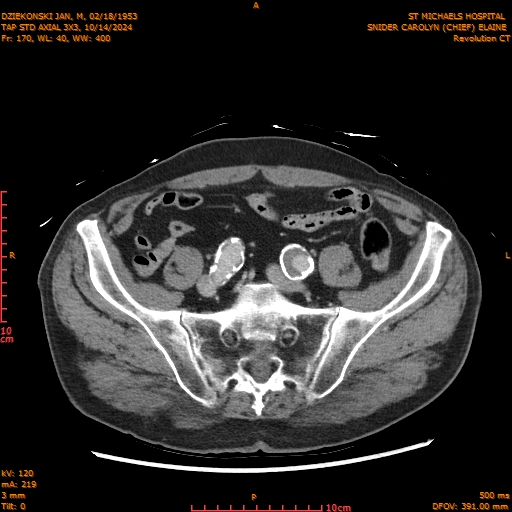 A
DZIEKONSKI JAN, M, 02/18/1953
TAP STD AXIAL 3X3, 10/14/2024
Fr: 170, WL: 40, WW: 400
ST MICHAELS HOSPITAL
SNIDER CAROLYN (CHIEF) ELAINE
Revolution CT
R
L
10
cm
kV: 120
mA: 219
3 mm
Tilt: 0
P
10cm
500 ms
DFOV: 391.00 mm